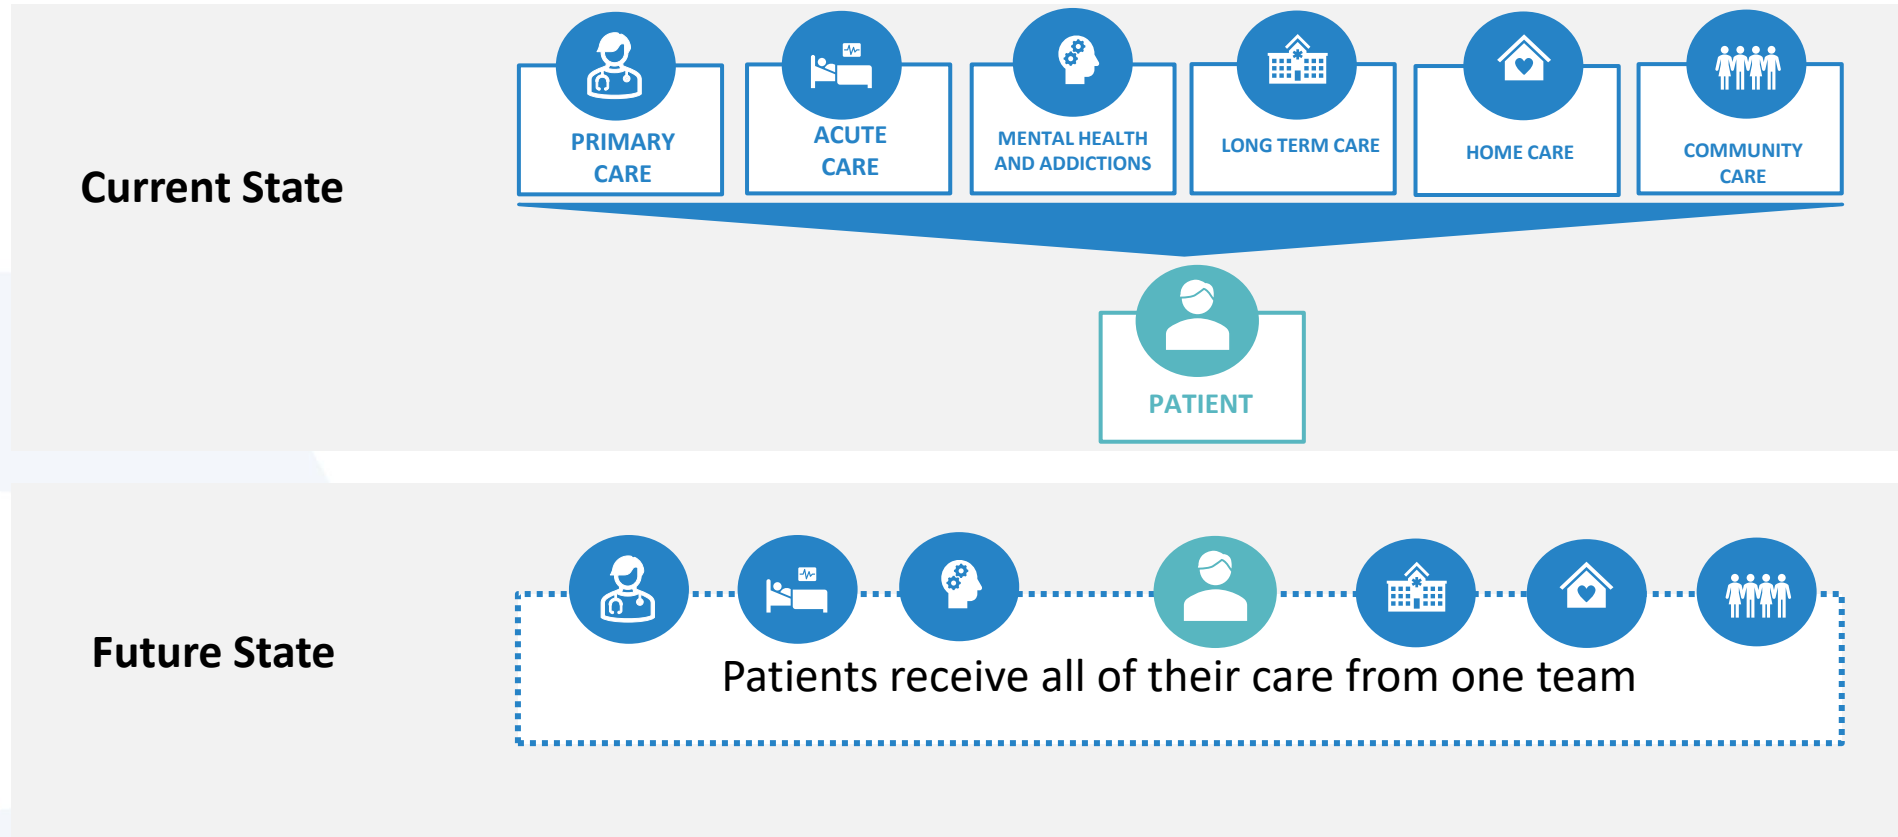 Current State
PRIMARY
CARE
ACUTE
CARE
MENTAL HEALTH
AND ADDICTIONS
LONG TERM CARE
HOME CARE
COMMUNITY
CARE
PATIENT
Future State
Patients receive all of their care from one team